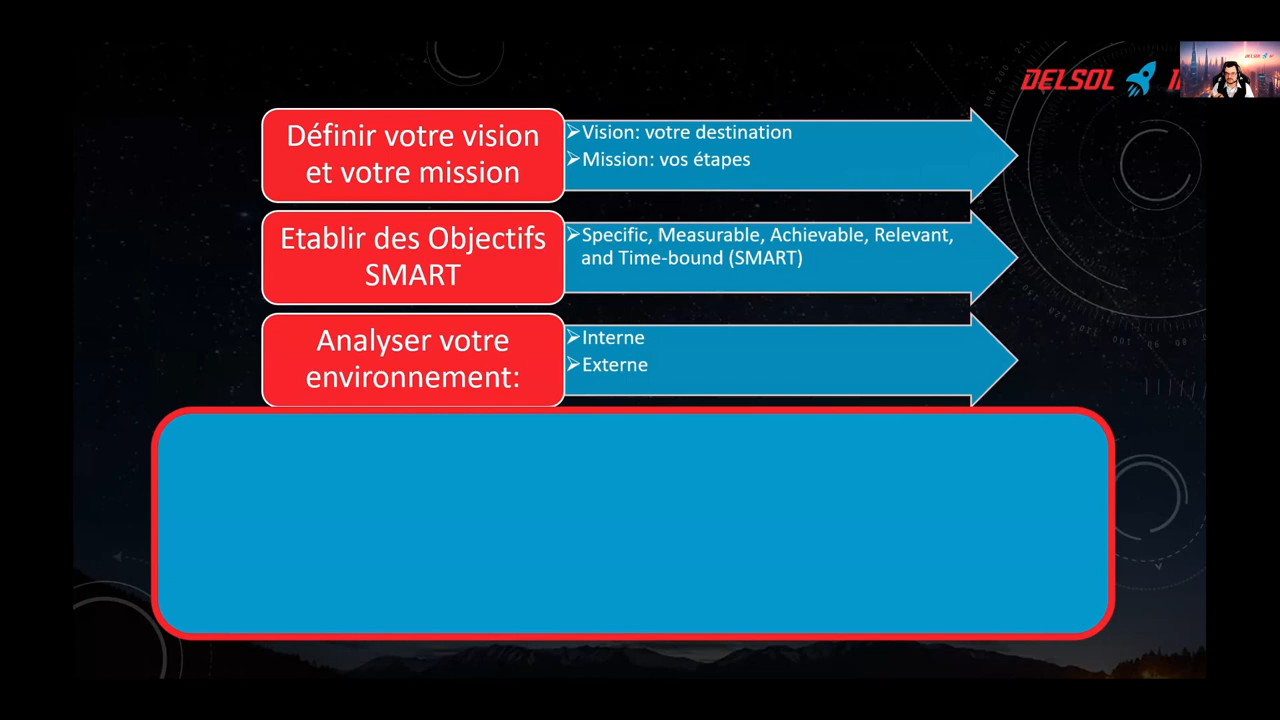 DELSOL
Définir votre vision
et votre mission
Vision: votre destination
Mission: vos étapes
Etablir des Objectifs
SMART
Specific, Measurable, Achievable, Relevant,
and Time-bound (SMART)
Analyser votre
environnement:
Interne
Externe